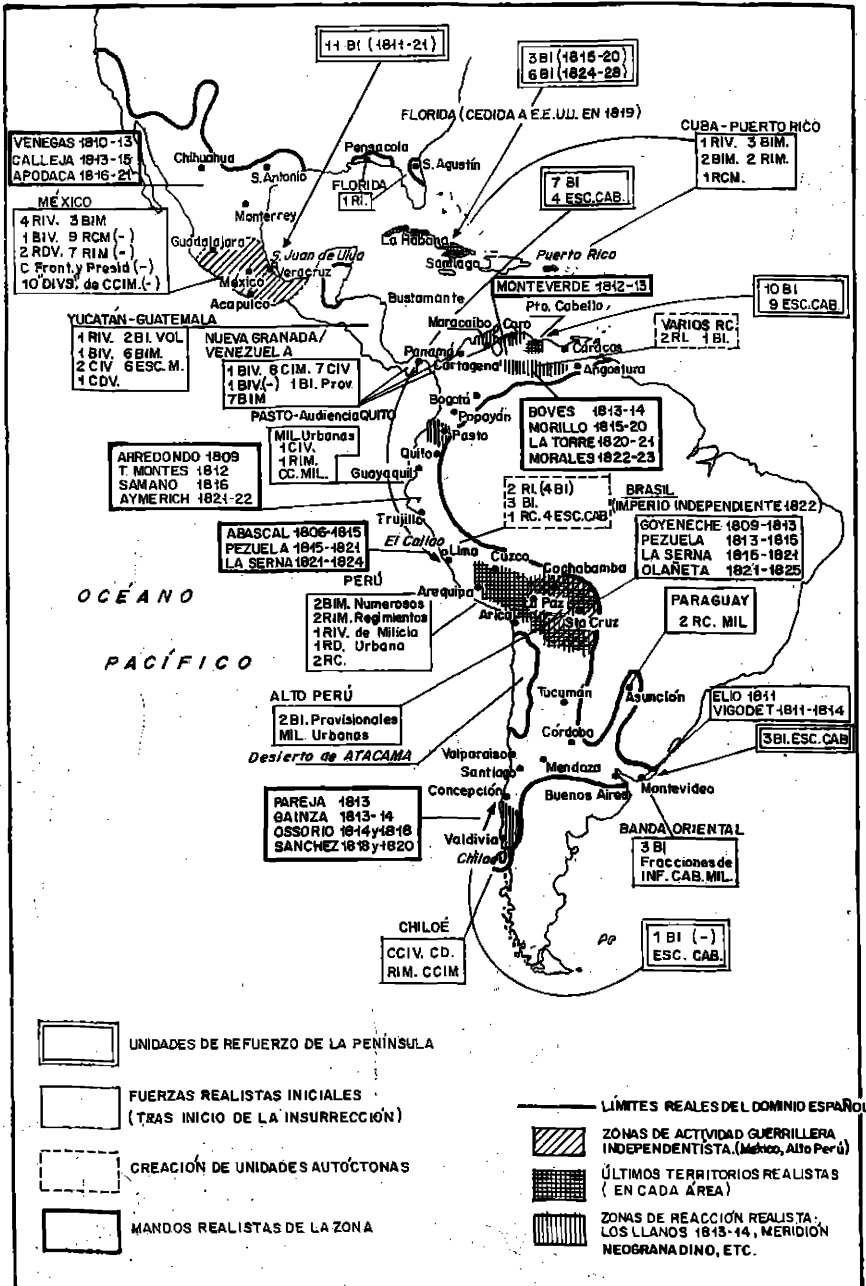 11 BI (1811-21)
3 BI (1815-20)
6 BI (1824-28)
FLORIDA (CEDIDA A E.E.U.U. EN 1819)
CUBA-PUERTO RICO
1 RIV. 3 BIM.
2 BIM. 2 RIM.
1 RCM.
VENEGAS 1810-13
CALLEJA 1813-15
APODACA 1816-21
Chihuahua
S. Antonio
Pensacola
S. Agustín
FLORIDA
1 RI.
7 BI
4 ESC. CAB.
MÉXICO
4 RIV. 3 BIM
1 BIV. 9 RCM (-)
2 RDV. 7 RIM (-)
C Front. y Presid (-)
10 DIVS. de CCIM. (-)
Monterrey
Guadalajara
S. Juan de Ulua
Veracruz
México
Acapulco
La Habana
Santiago
Puerto Rico
Bustamante
MONTEVERDE 1812-13
Pto. Cabello
10 BI
9 ESC. CAB
YUCATÁN-GUATEMALA
1 RIV. 2 BI. VOL
1 BIV. 6 BIM.
2 CIV 6 ESC. M.
1 CDV.
NUEVA GRANADA/
VENEZUELA
1 BIV. 8 CIM. 7 CIV
1 BIV. (-) 1 BI. Prov.
7 BIM
Maracaibo
Coro
Caracas
VARIOS RC.
2 RI. 1 BI.
Panamá
Cartagena
Angostura
Bogotá
Popayán
Pasto
BOVES 1813-14
MORILLO 1815-20
LA TORRE 1820-21
MORALES 1822-23
PASTO-Audiencia QUITO
MIL. Urbanas
1 CIV.
1 RIM.
CC. MIL.
Quito
Guayaquil
AHREDONDO 1809
T. MONTES 1812
SAMANO 1816
AYMERICH 1821-22
Trujillo
El Callao
Lima
2 RI. (4 BI)
3 BI.
1 RC. 4 ESC. CAB
BRASIL
(IMPERIO INDEPENDIENTE 1822)
GOYENECHE 1809-1813
PEZUELA 1813-1815
LA SERNA 1816-1821
OLAÑETA 1821-1825
ABASCAL 1806-1815
PEZUELA 1815-1821
LA SERNA 1821-1824
Cuzco
Cochabamba
Arequipa
La Paz
Arica
Sta Cruz
OCÉANO
PACÍFICO
PERÚ
2 BIM. Numerosos
2 RIM. Regimientos
1 RIV. de Milicia
1 RD. Urbana
2 RC.
PARAGUAY
2 RC. MIL
ALTO PERÚ
2 BI. Provisionales
MIL. Urbanas
Desierto de ATACAMA
Tucumán
Asunción
ELIO 1811
VIGODET 1811-1814
3 BI. ESC. CAB
Córdoba
Valparaiso
Mendoza
Santiago
Concepción
Buenos Aires
Montevideo
PAREJA 1813
GAINZA 1813-14
OSSORIO 1814 y 1818
SANCHEZ 1818 y 1820
Valdivia
Chiloe
BANDA ORIENTAL
3 BI
Fracciones de
INF. CAB. MIL.
CHILOÉ
CCIV. CD.
RIM. CCIM
1 BI (-)
ESC. CAB.
UNIDADES DE REFUERZO DE LA PENÍNSULA
FUERZAS REALISTAS INICIALES
(TRAS INICIO DE LA INSURRECCIÓN)
CREACIÓN DE UNIDADES AUTÓCTONAS
MANDOS REALISTAS DE LA ZONA
LÍMITES REALES DEL DOMINIO ESPAÑOL
ZONAS DE ACTIVIDAD GUERRILLERA
INDEPENDENTISTA. (México, Alto Perú)
ÚLTIMOS TERRITORIOS REALISTAS
(EN CADA ÁREA)
ZONAS DE REACCIÓN REALISTA:
LOS LLANOS 1813-14, MERIDIÓN
NEOGRANADINO, ETC.